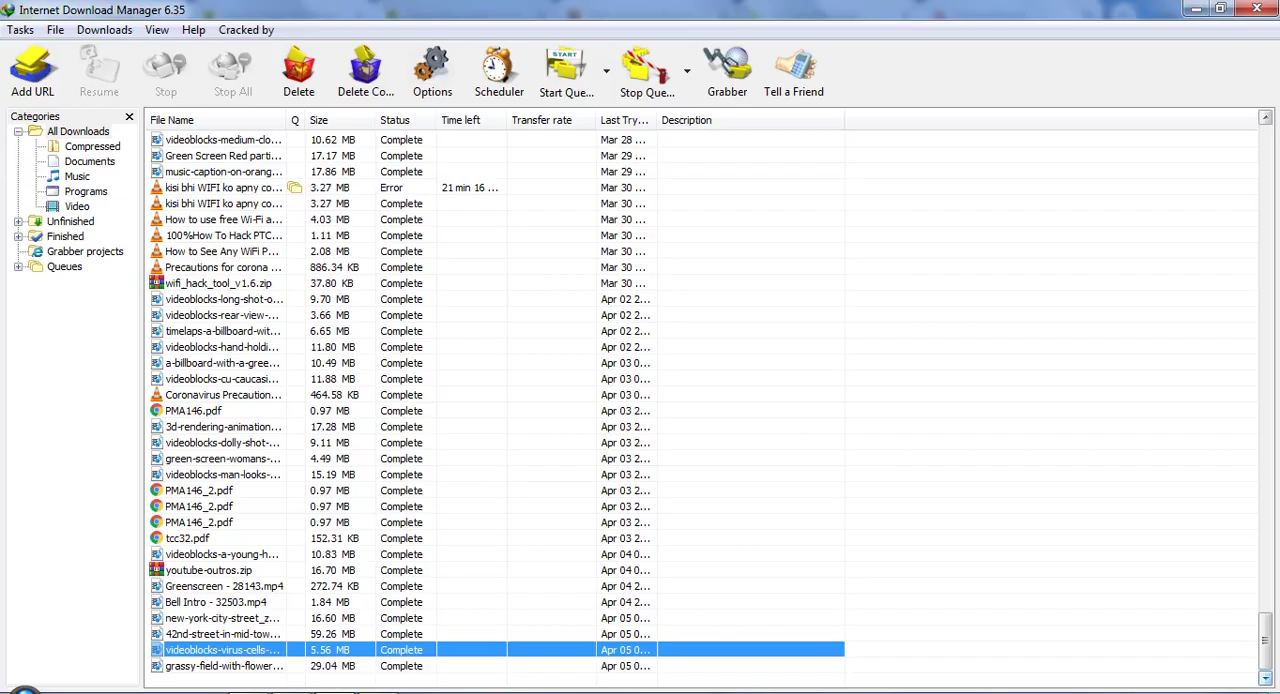 Internet Download Manager 6.35
Tasks File Downloads View Help Cracked by
Add URL Resume Stop Stop All Delete Delete Co... Options Scheduler Start Que... Stop Que... Grabber Tell a Friend
Categories
All Downloads
Compressed
Documents
Music
Programs
Video
Unfinished
Finished
Grabber projects
Queues
File Name Q Size Status Time left Transfer rate Last Try... Description
videoblocks-medium-clo... 10.62 MB Complete Mar 28 ...
Green Screen Red parti... 17.17 MB Complete Mar 29 ...
music-caption-on-orang... 17.86 MB Complete Mar 29 ...
kisi bhi WIFI ko apny co... 3.27 MB Error 21 min 16 ... Mar 30 ...
kisi bhi WIFI ko apny co... 3.27 MB Complete Mar 30 ...
How to use free Wi-Fi a... 4.03 MB Complete Mar 30 ...
100%How To Hack PTC... 1.11 MB Complete Mar 30 ...
How to See Any WiFi P... 2.08 MB Complete Mar 30 ...
Precautions for corona ... 886.34 KB Complete Mar 30 ...
wifi_hack_tool_v1.6.zip 37.80 KB Complete Mar 30 ...
videoblocks-long-shot-o... 9.70 MB Complete Apr 02 2...
videoblocks-rear-view-... 3.66 MB Complete Apr 02 2...
timelaps-a-billboard-wit... 6.65 MB Complete Apr 02 2...
videoblocks-hand-holdi... 11.80 MB Complete Apr 02 2...
a-billboard-with-a-gree... 10.49 MB Complete Apr 03 0...
videoblocks-cu-caucasi... 11.88 MB Complete Apr 03 0...
Coronavirus Precaution... 464.58 KB Complete Apr 03 2...
PMA146.pdf 0.97 MB Complete Apr 03 2...
3d-rendering-animation... 17.28 MB Complete Apr 03 2...
videoblocks-dolly-shot-... 9.11 MB Complete Apr 03 2...
green-screen-womans-... 4.49 MB Complete Apr 03 2...
videoblocks-man-looks-... 15.19 MB Complete Apr 03 2...
PMA146_2.pdf 0.97 MB Complete Apr 03 2...
PMA146_2.pdf 0.97 MB Complete Apr 03 2...
PMA146_2.pdf 0.97 MB Complete Apr 03 2...
tcc32.pdf 152.31 KB Complete Apr 03 2...
videoblocks-a-young-h... 10.83 MB Complete Apr 04 0...
youtube-outros.zip 16.70 MB Complete Apr 04 0...
Greenscreen - 28143.mp4 272.74 KB Complete Apr 04 2...
Bell Intro - 32503.mp4 1.84 MB Complete Apr 04 2...
new-york-city-street_z... 16.60 MB Complete Apr 05 0...
42nd-street-in-mid-tow... 59.26 MB Complete Apr 05 0...
videoblocks-virus-cells-... 5.56 MB Complete Apr 05 0...
grassy-field-with-flower... 29.04 MB Complete Apr 05 0...